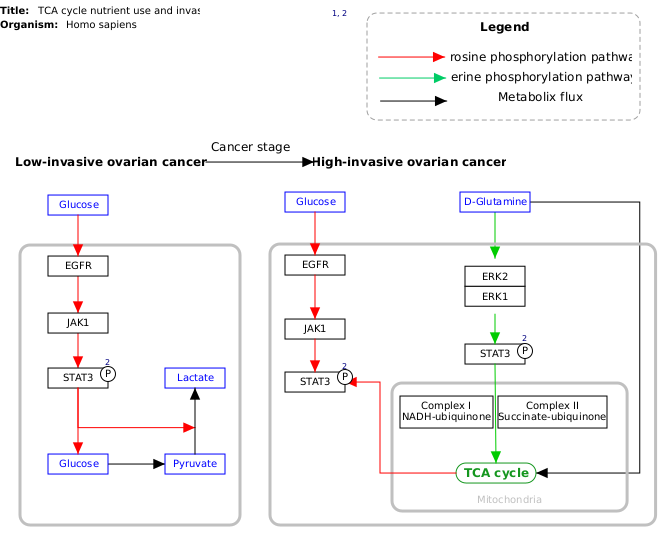 Title: TCA cycle nutrient use and invas
Organism: Homo sapiens
1, 2
Legend
rosine phosphorylation pathwa
erine phosphorylation pathway
Metabolix flux
Cancer stage
Low-invasive ovarian cancer
High-invasive ovarian cancer
Glucose
EGFR
JAK1
2
STAT3
P
Lactate
Glucose
Pyruvate
Glucose
D-Glutamine
EGFR
ERK2
ERK1
JAK1
2
STAT3
P
2
STAT3
P
Complex I
NADH-ubiquinone
Complex II
Succinate-ubiquinone
TCA cycle
Mitochondria